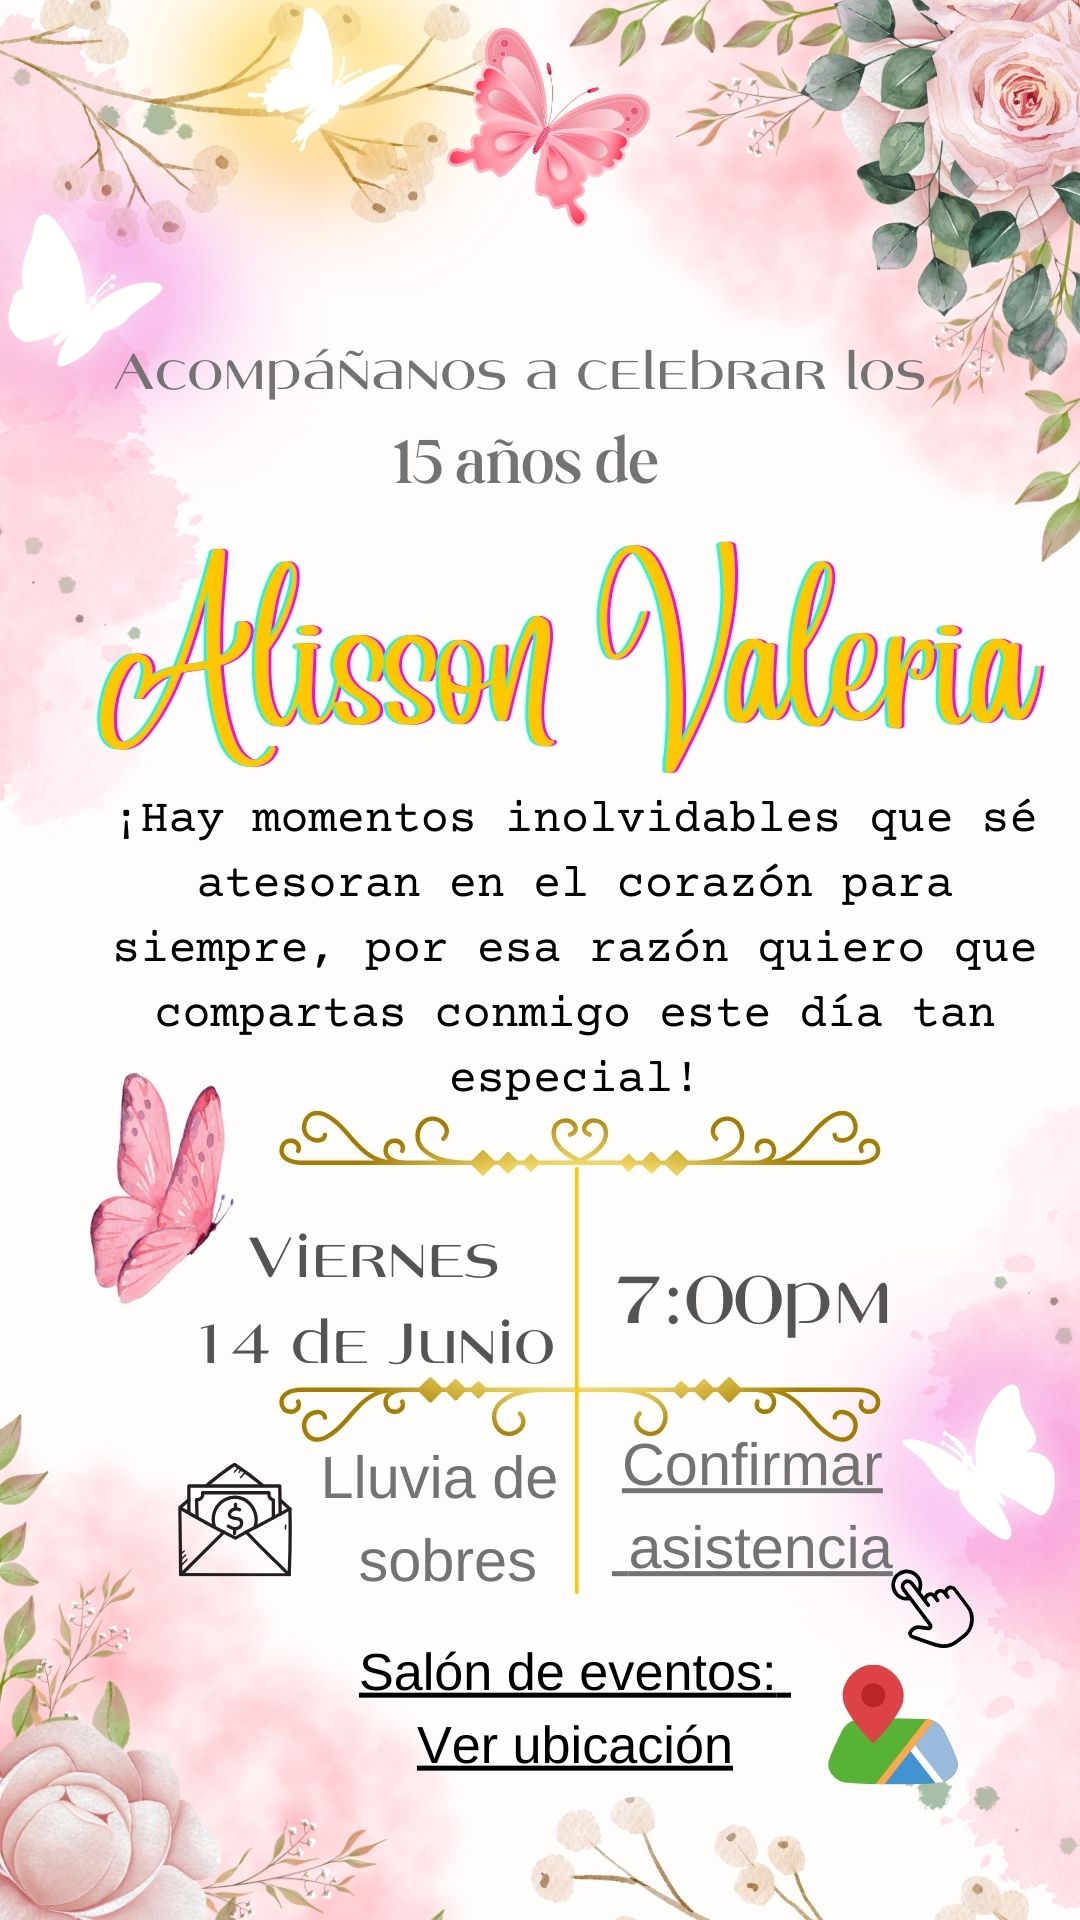 Acompáñanos a celebrar los
15 años de
Alisson Valeria
¡Hay momentos inolvidables que sé
atesoran en el corazón para
siempre, por esa razón quiero que
compartas conmigo este día tan
especial!
Viernes
14 de Junio
7:00pm
Lluvia de
sobres
$
Confirmar
asistencia
Salón de eventos:
Ver ubicación